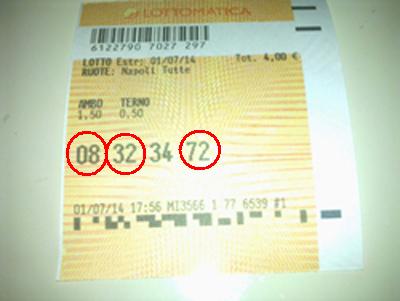 LOTTOMATICA
6122790 7027 297
LOTTO Estr: 01/07/14 Tot. 4,00 €
RUOTE: Napoli Tutte
AMBO TERNO
1,50 0,50
08 32 34 72
01/07/14 17:56 MI3566 1 77 6539 #1